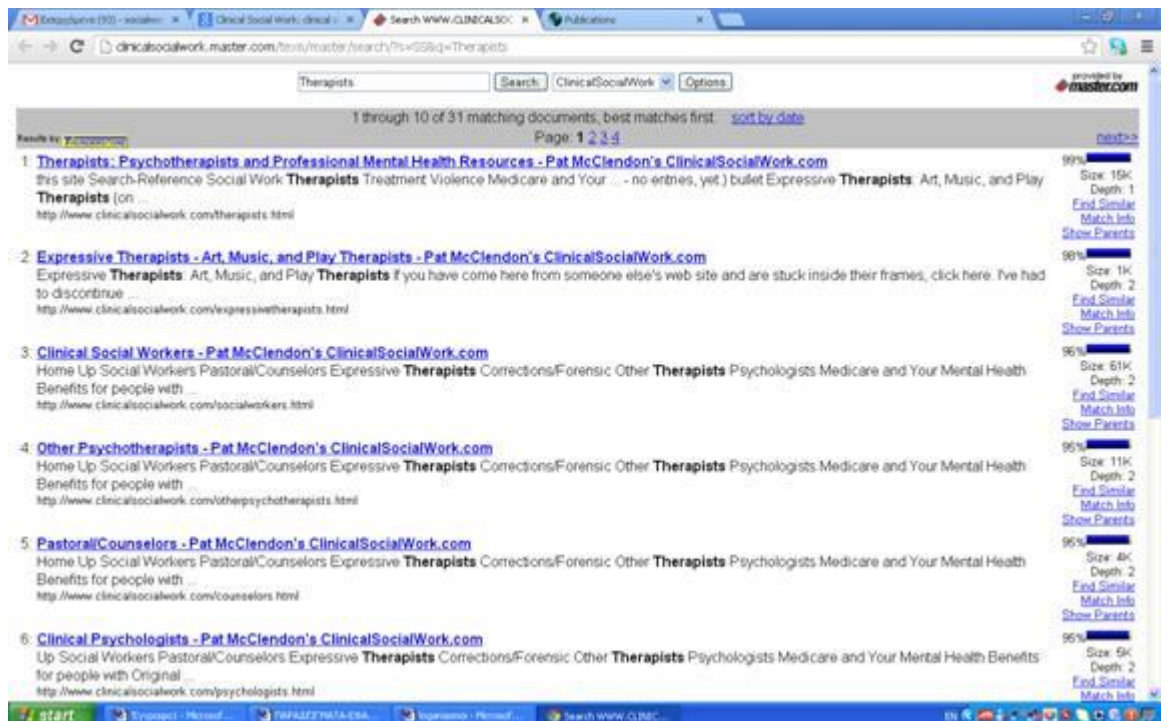 Clinical Social Work: clinical
Search WWW.CLINICALSOC
Publications
clinicalsocialwork.master.com/texis/master/search/?s=SS&q=Therapists
Therapists Search ClinicalSocialWork Options
provided by
master.com
1 through 10 of 31 matching documents, best matches first. sort by date
Results by Page: 1 2 3 4 next>>
1: Therapists: Psychotherapists and Professional Mental Health Resources - Pat McClendon's ClinicalSocialWork.com 99%
this site Search-Reference Social Work Therapists Treatment Violence Medicare and Your ... - no entries, yet ) bullet Expressive Therapists: Art, Music, and Play Size: 15K
Therapists (on ... Depth: 1
http://www.clinicalsocialwork.com/therapists.html Find Similar
Match Info
Show Parents
2: Expressive Therapists - Art, Music, and Play Therapists - Pat McClendon's ClinicalSocialWork.com 98%
Expressive Therapists: Art, Music, and Play Therapists If you have come here from someone else's web site and are stuck inside their frames, click here. I've had Size: 1K
to discontinue ... Depth: 2
http://www.clinicalsocialwork.com/expressivetherapists.html Find Similar
Match Info
Show Parents
3: Clinical Social Workers - Pat McClendon's ClinicalSocialWork.com 96%
Home Up Social Workers Pastoral/Counselors Expressive Therapists Corrections/Forensic Other Therapists Psychologists Medicare and Your Mental Health Size: 61K
Benefits for people with ... Depth: 2
http://www.clinicalsocialwork.com/socialworkers.html Find Similar
Match Info
Show Parents
4: Other Psychotherapists - Pat McClendon's ClinicalSocialWork.com 95%
Home Up Social Workers Pastoral/Counselors Expressive Therapists Corrections/Forensic Other Therapists Psychologists Medicare and Your Mental Health Size: 11K
Benefits for people with ... Depth: 2
http://www.clinicalsocialwork.com/otherpsychotherapists.html Find Similar
Match Info
Show Parents
5: Pastoral/Counselors - Pat McClendon's ClinicalSocialWork.com 95%
Home Up Social Workers Pastoral/Counselors Expressive Therapists Corrections/Forensic Other Therapists Psychologists Medicare and Your Mental Health Size: 4K
Benefits for people with ... Depth: 2
http://www.clinicalsocialwork.com/counselors.html Find Similar
Match Info
Show Parents
6: Clinical Psychologists - Pat McClendon's ClinicalSocialWork.com 95%
Up Social Workers Pastoral/Counselors Expressive Therapists Corrections/Forensic Other Therapists Psychologists Medicare and Your Mental Health Benefits Size: 5K
for people with Original ... Depth: 2
http://www.clinicalsocialwork.com/psychologists.html Find Similar
Match Info
start Search WWW.CLINIC... EN